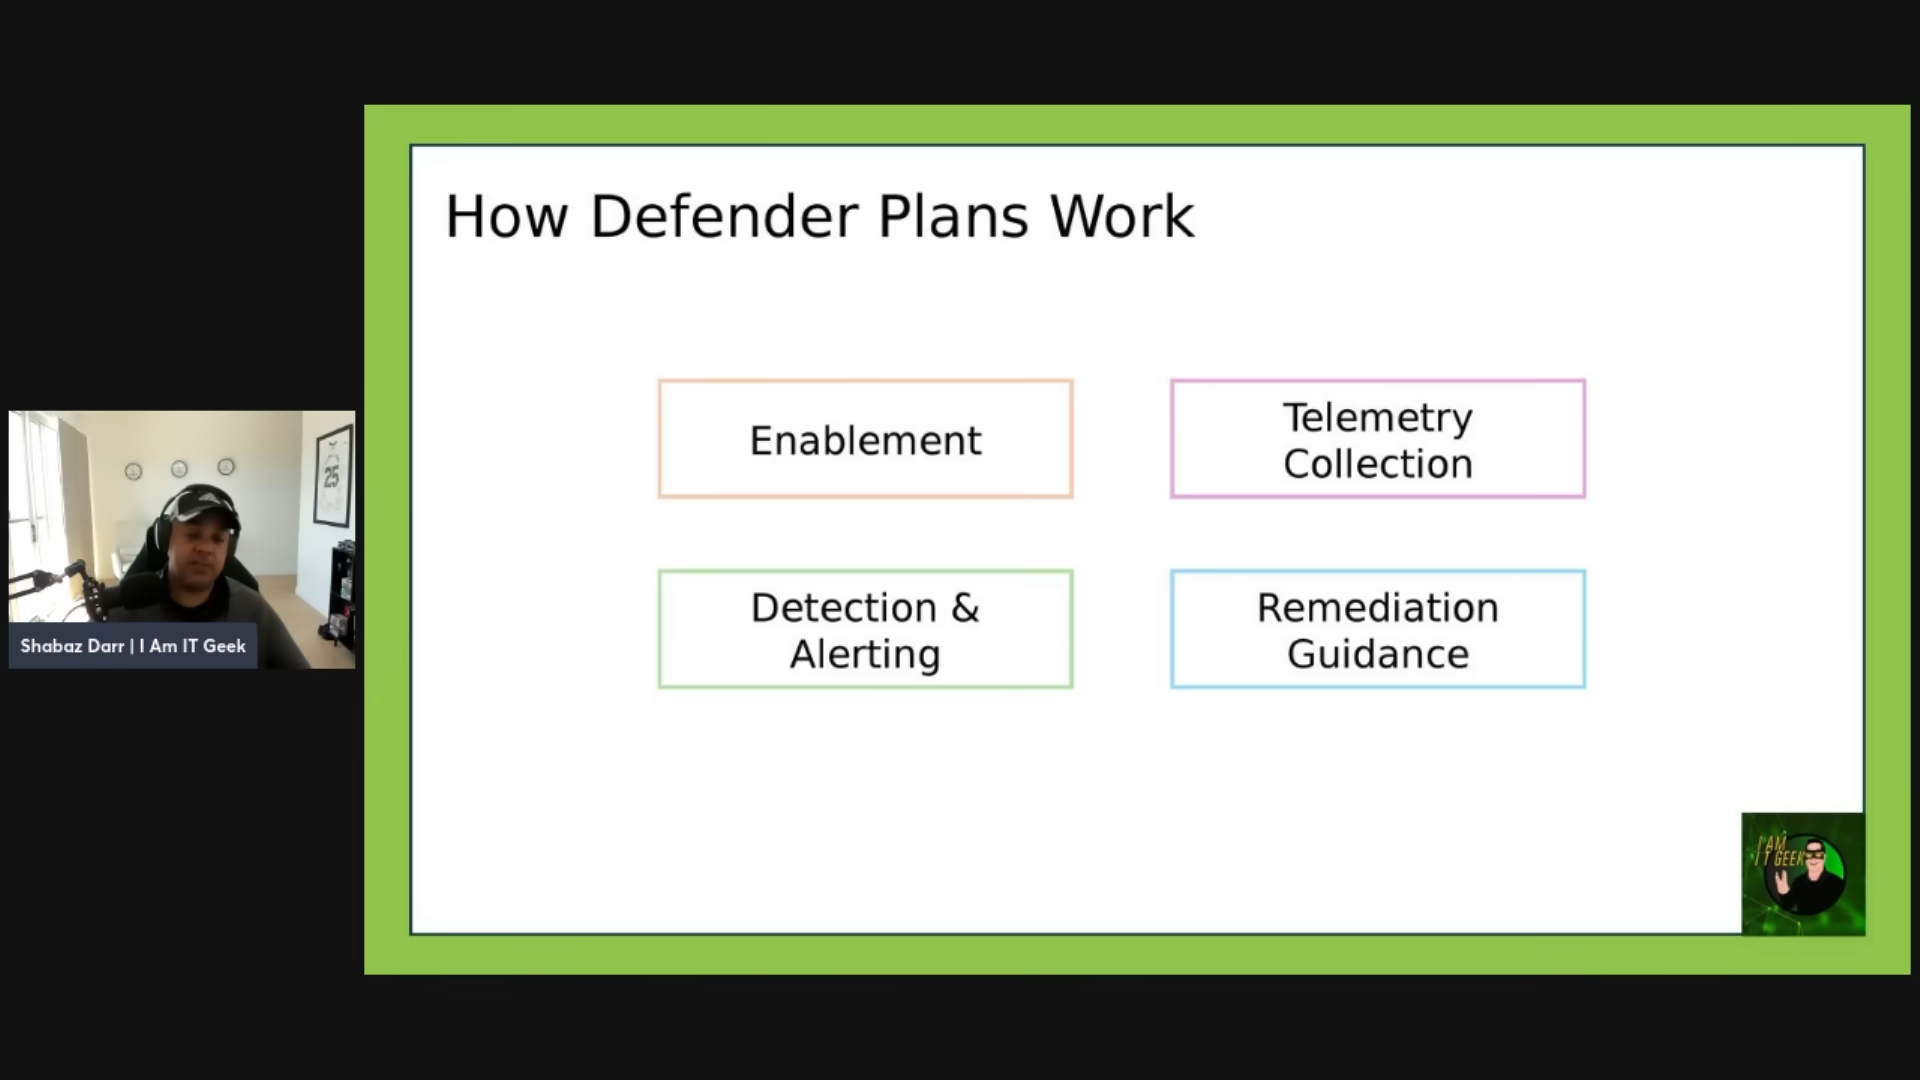 How Defender Plans Work
Enablement
Telemetry
Collection
Detection &
Alerting
Remediation
Guidance
25
Shabaz Darr | I Am IT Geek
I AM
IT GEEK